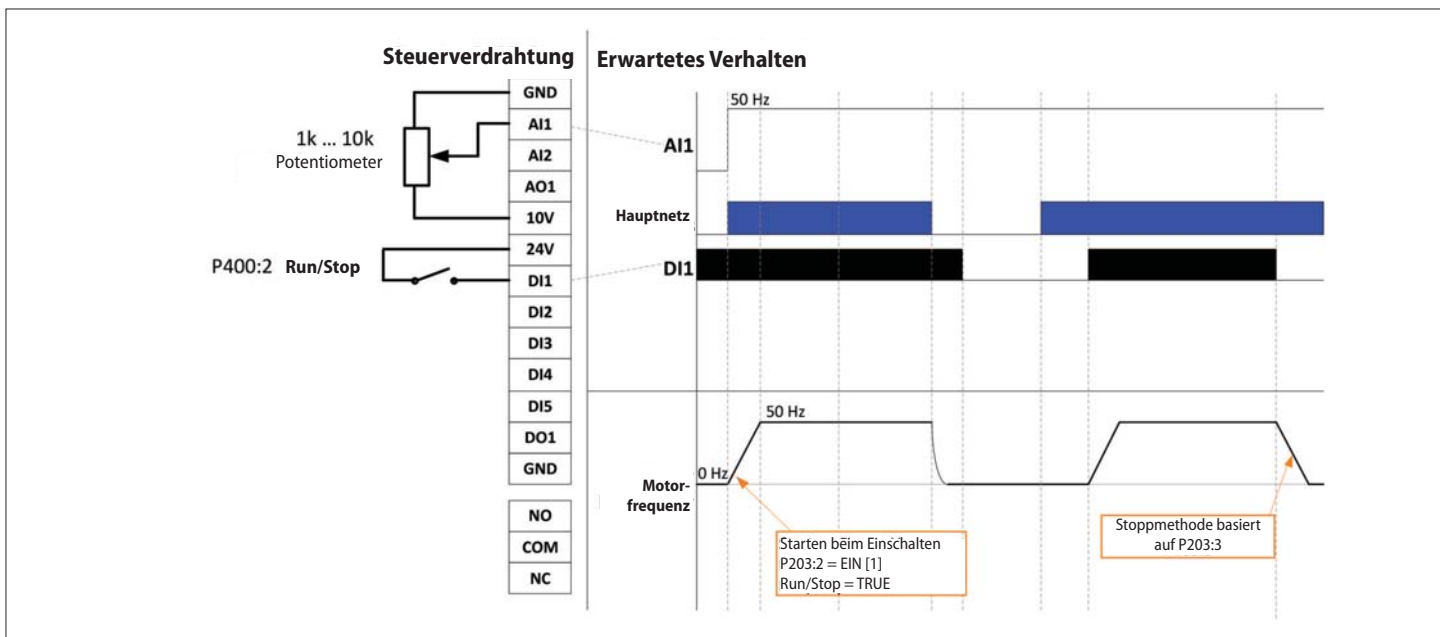 Steuerverdrahtung
Erwartetes Verhalten
1k ... 10k
Potentiometer
P400:2 Run/Stop
GND
AI1
AI2
AO1
10V
24V
DI1
DI2
DI3
DI4
DI5
DO1
GND
NO
COM
NC
50 Hz
AI1
Hauptnetz
DI1
50 Hz
0 Hz
Motor-
frequenz
Starten beim Einschalten
P203:2 = EIN [1]
Run/Stop = TRUE
Stoppmethode basiert
auf P203:3